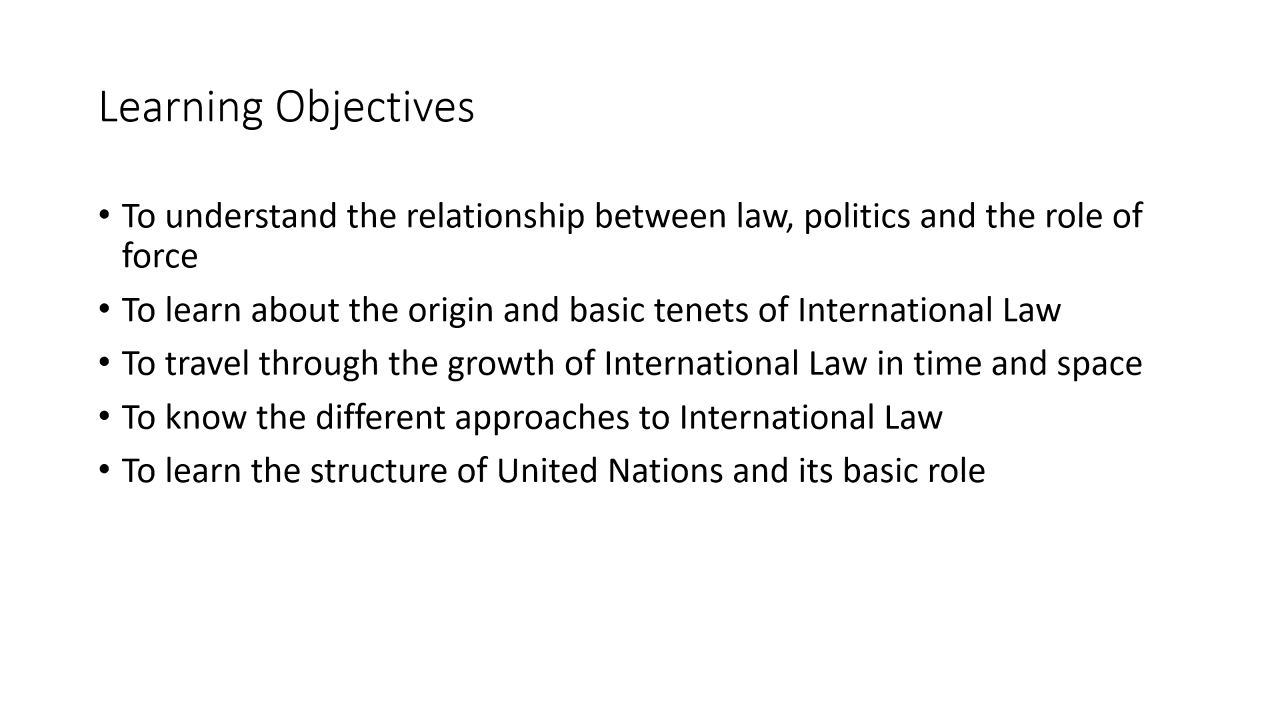 Learning Objectives
• To understand the relationship between law, politics and the role of
force
• To learn about the origin and basic tenets of International Law
• To travel through the growth of International Law in time and space
• To know the different approaches to International Law
• To learn the structure of United Nations and its basic role